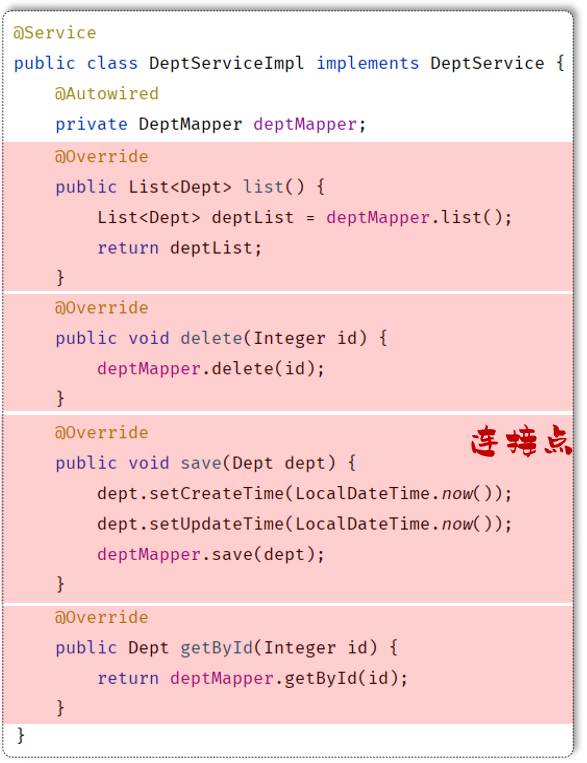 @Service
public class DeptServiceImpl implements DeptService {
    @Autowired
    private DeptMapper deptMapper;
    @Override
    public List<Dept> list() {
        List<Dept> deptList = deptMapper.list();
        return deptList;
    }
    @Override
    public void delete(Integer id) {
        deptMapper.delete(id);
    }
    @Override
连接点
    public void save(Dept dept) {
        dept.setCreateTime(LocalDateTime.now());
        dept.setUpdateTime(LocalDateTime.now());
        deptMapper.save(dept);
    }
    @Override
    public Dept getById(Integer id) {
        return deptMapper.getById(id);
    }
}